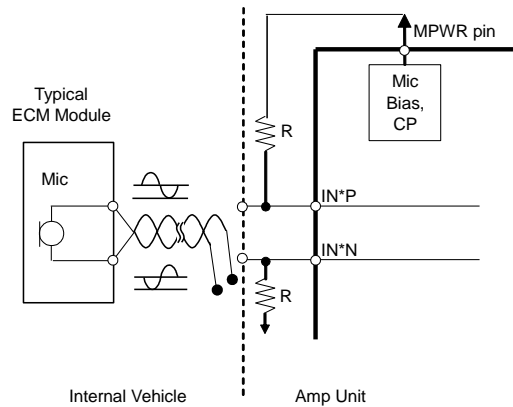 MPWR pin
Typical
ECM Module
Mic
Bias,
CP
R
Mic
IN*P
IN*N
R
Internal Vehicle
Amp Unit